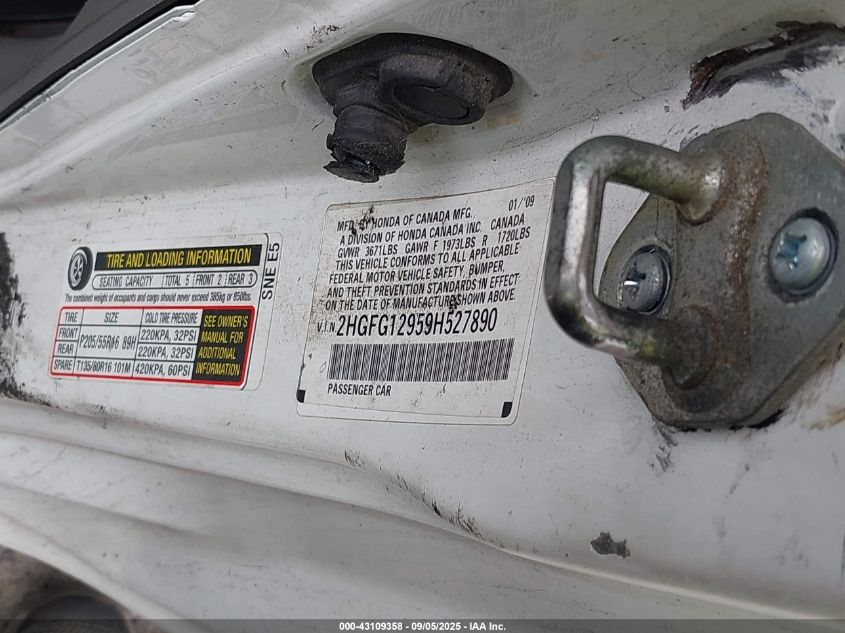 TIRE AND LOADING INFORMATION
SEATING CAPACITY TOTAL 5 FRONT 2 REAR 3
The combined weight of occupants and cargo should never exceed 385kg or 850lbs.
TIRE SIZE COLD TIRE PRESSURE
FRONT P205/55R16 89H 220KPA, 32PSI
REAR 220KPA, 32PSI
SPARE T135/80R16 101M 420KPA, 60PSI
SEE OWNER'S
MANUAL FOR
ADDITIONAL
INFORMATION
SNE E5
MFD BY HONDA OF CANADA MFG. 01/'09
A DIVISION OF HONDA CANADA INC. CANADA
GVWR 3671LBS GAWR F 1973LBS R 1720LBS
THIS VEHICLE CONFORMS TO ALL APPLICABLE
FEDERAL MOTOR VEHICLE SAFETY, BUMPER,
AND THEFT PREVENTION STANDARDS IN EFFECT
ON THE DATE OF MANUFACTURE SHOWN ABOVE.
V.I.N. 2HGFG12959H527890
PASSENGER CAR
000-43109358 - 09/05/2025 - IAA Inc.